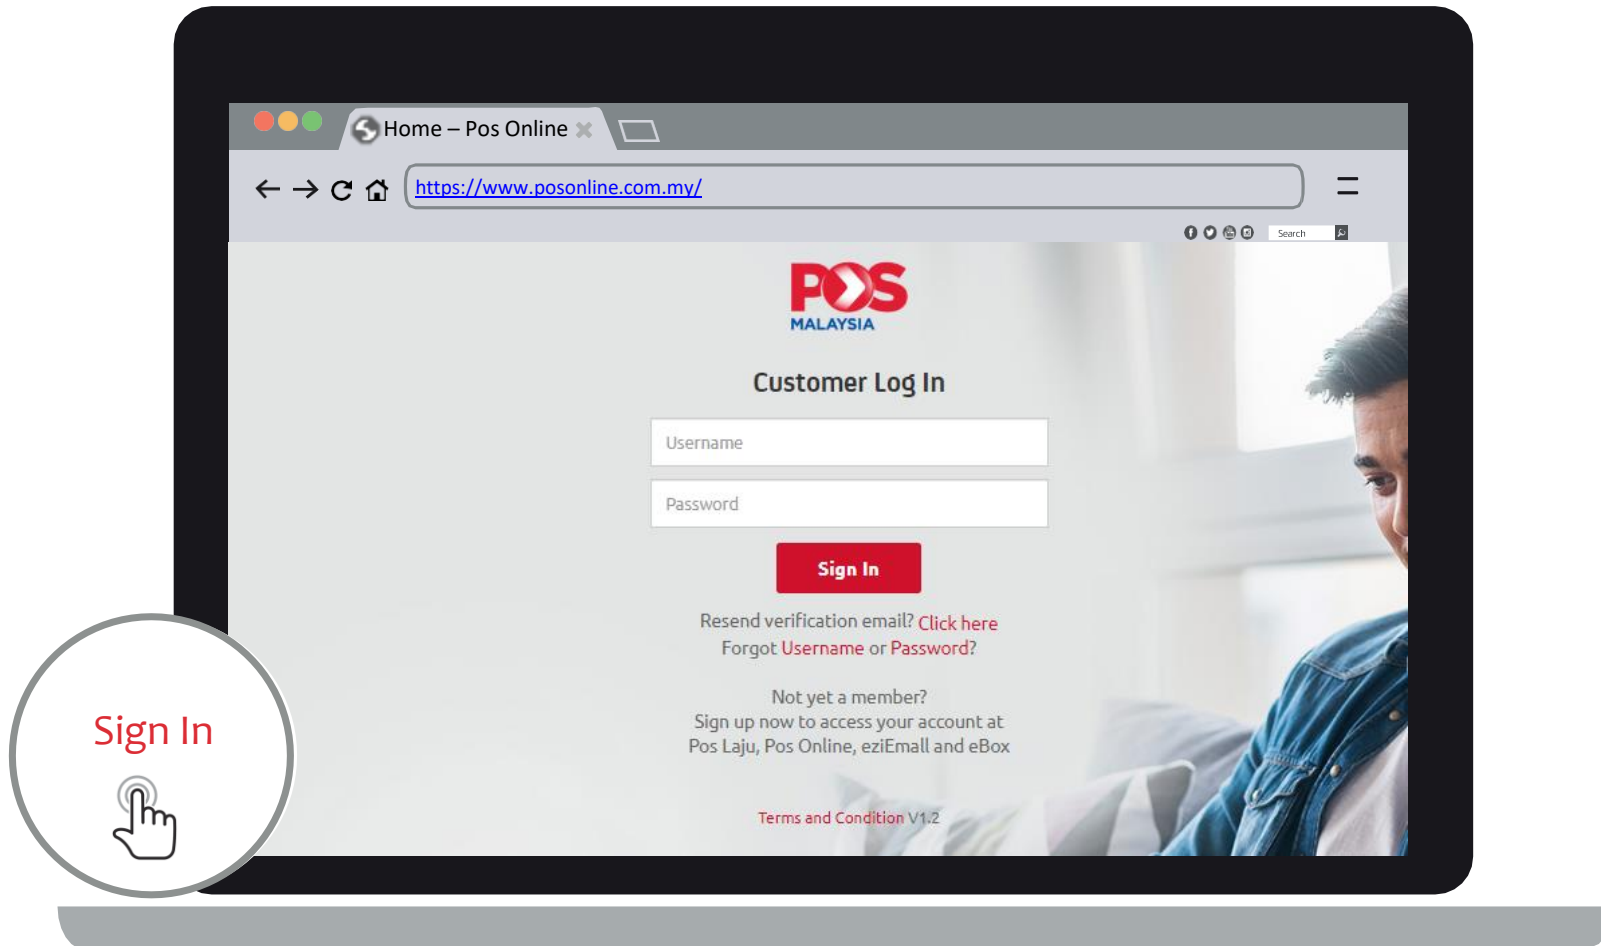 Home – Pos Online
https://www.posonline.com.my/
Search
POS
MALAYSIA
Customer Log In
Username
Password
Sign In
Resend verification email? Click here
Forgot Username or Password?
Not yet a member?
Sign up now to access your account at
Pos Laju, Pos Online, eziEmall and eBox
Terms and Condition V1.2
Sign In